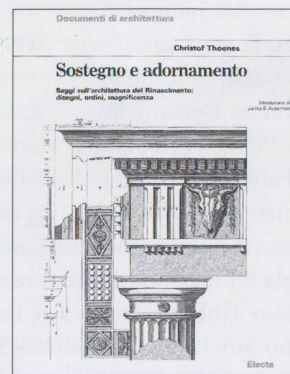 Documenti di architettura
Christof Thoenes
Sostegno e adornamento
Saggi sull'architettura del Rinascimento:
disegni, ordini, magnificenza
Introduzione di
James S. Ackerman
Electa